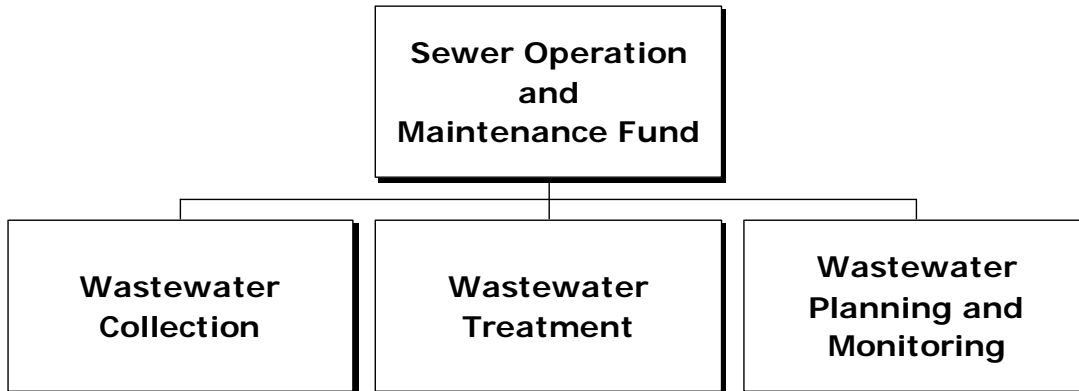 Sewer Operation
and
Maintenance Fund
Wastewater
Collection
Wastewater
Treatment
Wastewater
Planning and
Monitoring